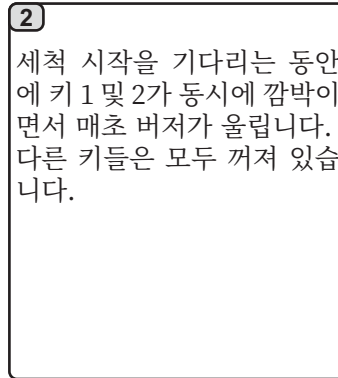 2
세척 시작을 기다리는 동안
에 키 1 및 2가 동시에 깜박이
면서 매초 버저가 울립니다.
다른 키들은 모두 꺼져 있습
니다.